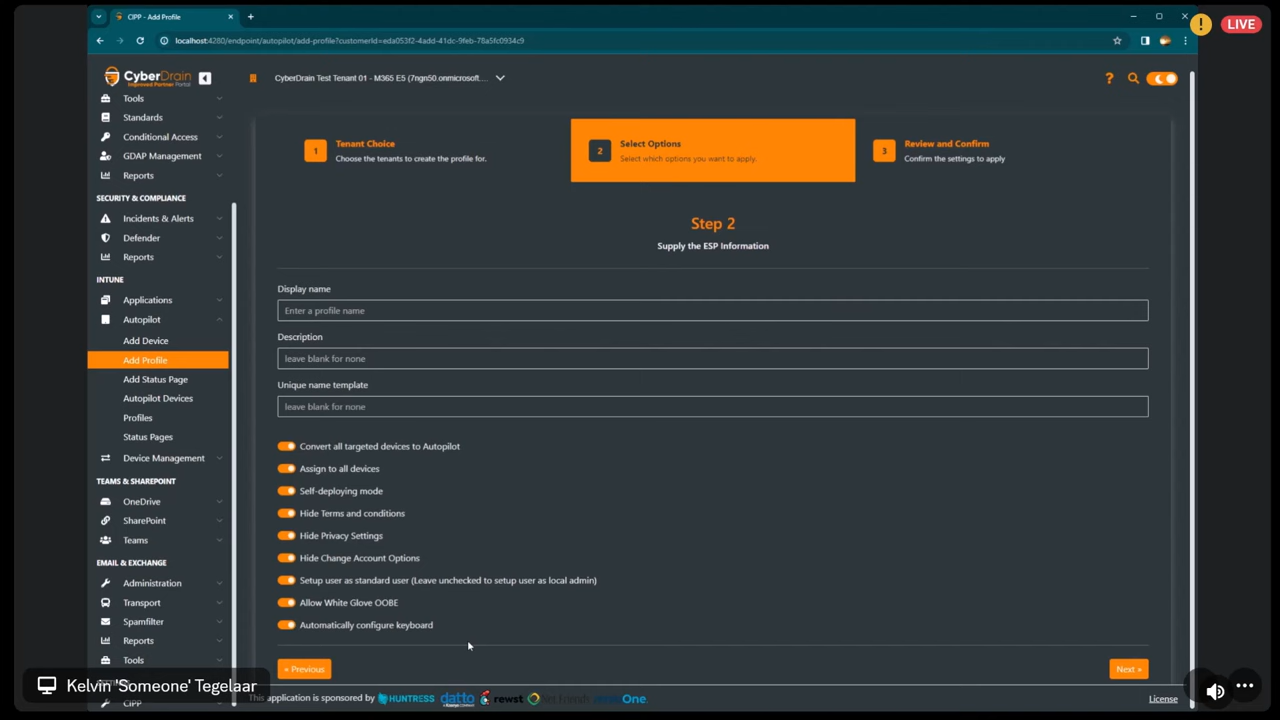 CIPP - Add Profile
LIVE
localhost:4280/endpoint/autopilot/add-profile?customerId=eda053f2-4add-41dc-9feb-78a5fc0934c9
CyberDrain
Improved Partner Portal
CyberDrain Test Tenant 01 - M365 E5 (7ngn50.onmicrosoft....
Tools
Standards
Conditional Access
GDAP Management
Reports
SECURITY & COMPLIANCE
Incidents & Alerts
Defender
Reports
INTUNE
Applications
Autopilot
Add Device
Add Profile
Add Status Page
Autopilot Devices
Profiles
Status Pages
Device Management
TEAMS & SHAREPOINT
OneDrive
SharePoint
Teams
EMAIL & EXCHANGE
Administration
Transport
Spamfilter
Reports
Tools
CIPP
1
Tenant Choice
Choose the tenants to create the profile for.
2
Select Options
Select which options you want to apply.
3
Review and Confirm
Confirm the settings to apply
Step 2
Supply the ESP Information
Display name
Enter a profile name
Description
leave blank for none
Unique name template
leave blank for none
Convert all targeted devices to Autopilot
Assign to all devices
Self-deploying mode
Hide Terms and conditions
Hide Privacy Settings
Hide Change Account Options
Setup user as standard user (Leave unchecked to setup user as local admin)
Allow White Glove OOBE
Automatically configure keyboard
« Previous
Next »
Kelvin 'Someone' Tegelaar
This application is sponsored by HUNTRESS datto rewst One.
License